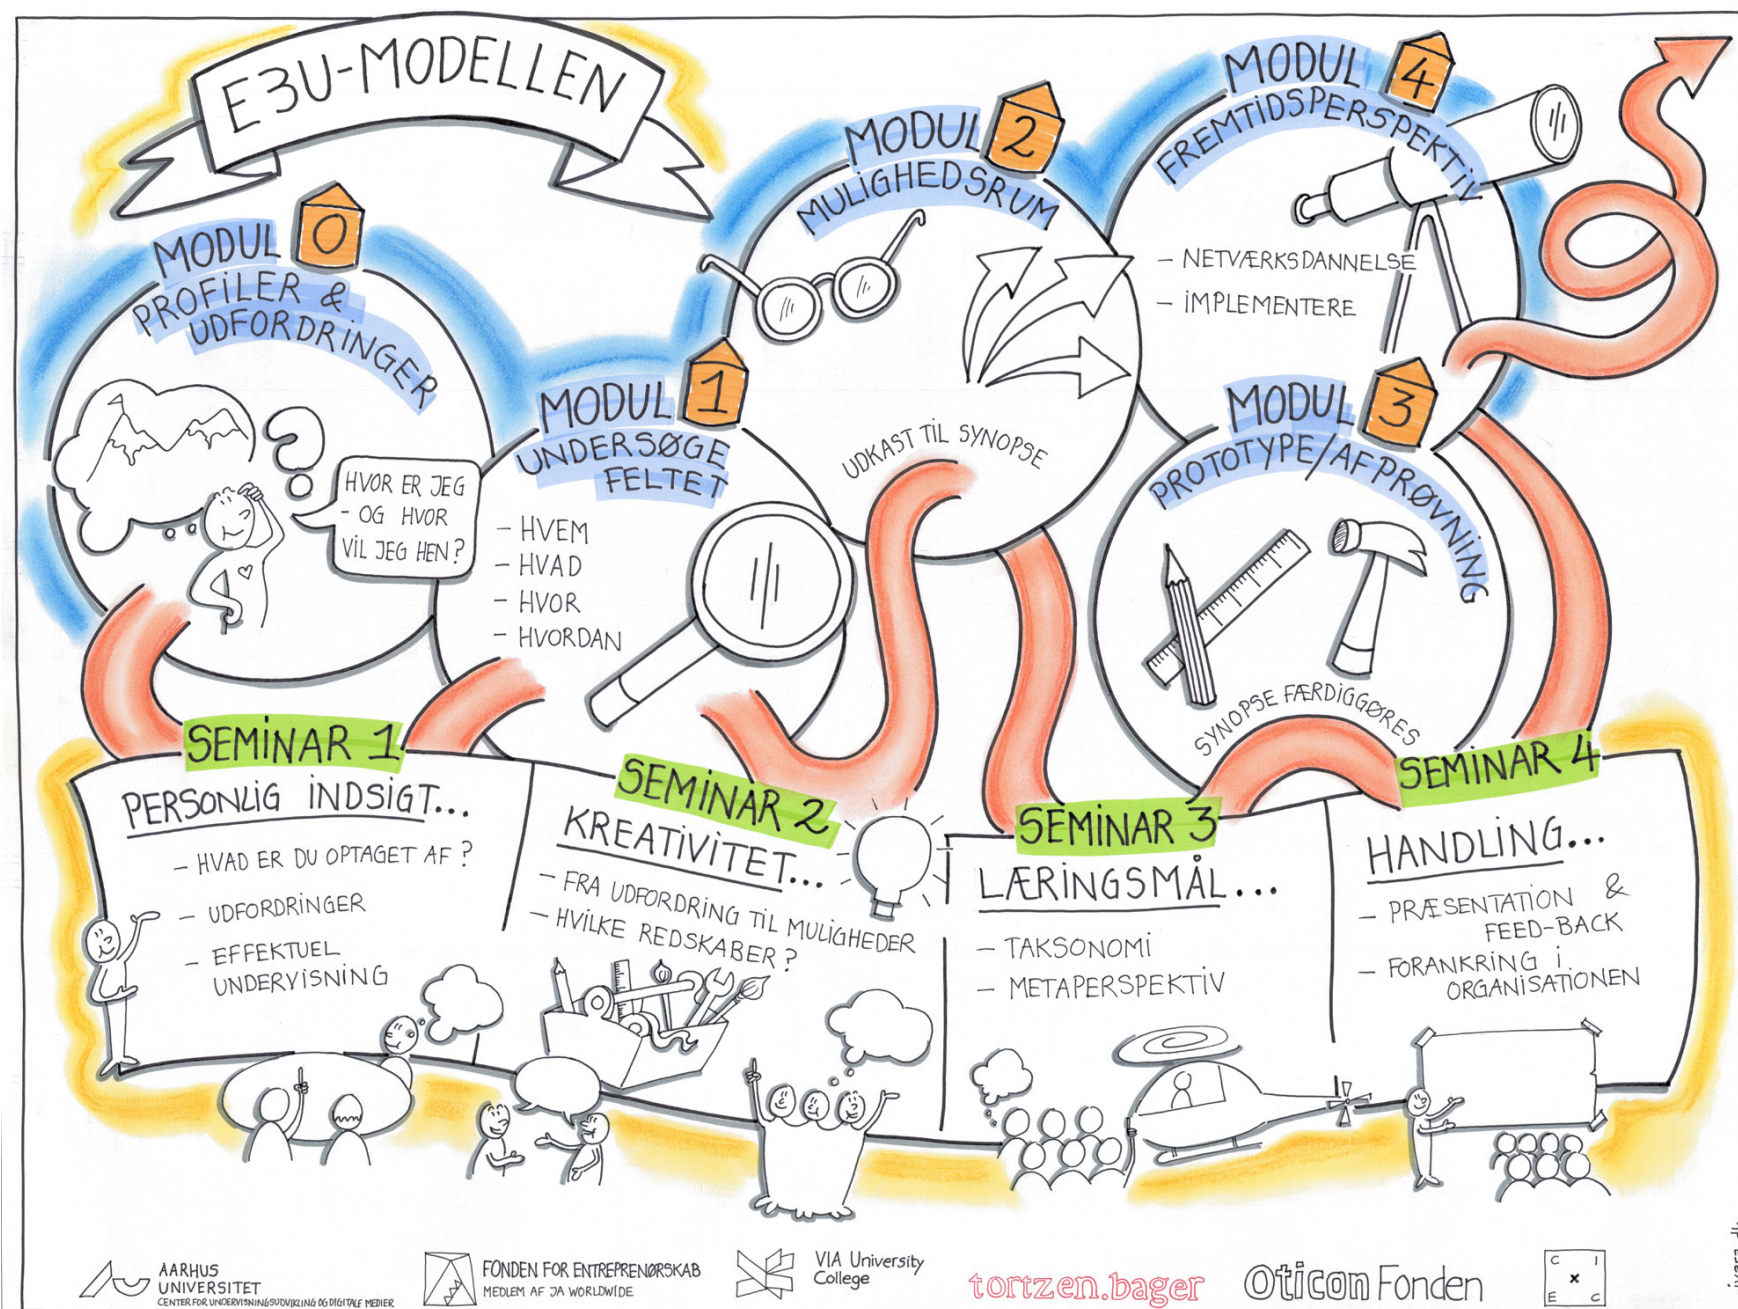 E3U-MODELLEN
MODUL 0
PROFILER &
UDFORDRINGER
HVOR ER JEG
- OG HVOR
VIL JEG HEN?
MODUL 1
UNDERSØGE
FELTET
- HVEM
- HVAD
- HVOR
- HVORDAN
MODUL 2
MULIGHEDSRUM
UDKAST TIL SYNOPSE
MODUL 4
FREMTIDSPERSPEKTIV
- NETVÆRKSDANNELSE
- IMPLEMENTERE
MODUL 3
PROTOTYPE/AFPRØVNING
SYNOPSE FÆRDIGGØRES
SEMINAR 1
PERSONLIG INDSIGT...
- HVAD ER DU OPTAGET AF?
- UDFORDRINGER
- EFFEKTUEL
UNDERVISNING
SEMINAR 2
KREATIVITET...
- FRA UDFORDRING TIL MULIGHEDER
- HVILKE REDSKABER?
SEMINAR 3
LÆRINGSMÅL...
- TAKSONOMI
- METAPERSPEKTIV
SEMINAR 4
HANDLING...
- PRÆSENTATION &
FEED-BACK
- FORANKRING I
ORGANISATIONEN
AARHUS
UNIVERSITET
CENTER FOR UNDERVISNINGSUDVIKLING OG DIGITALE MEDIER
FONDEN FOR ENTREPRENØRSKAB
MEDLEM AF JA WORLDWIDE
VIA University
College
tortzen.bager
Oticon Fonden
C I
x
E C